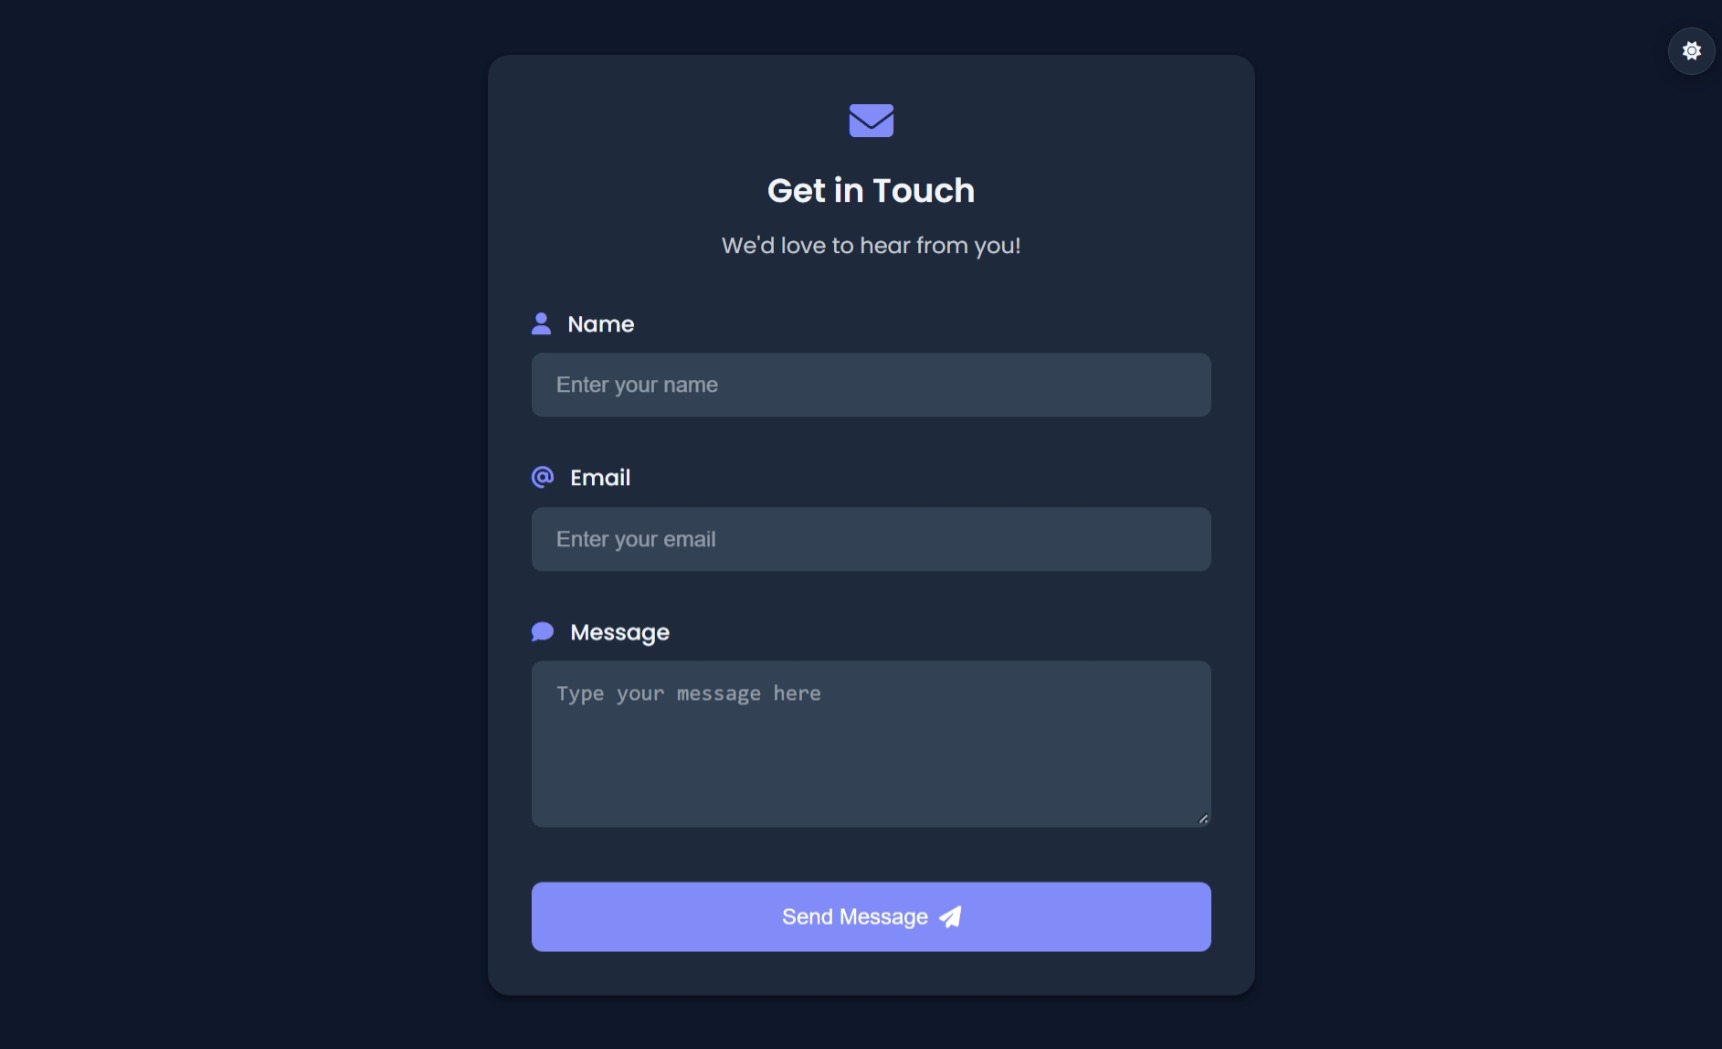 Get in Touch
We'd love to hear from you!
Name
Enter your name
Email
Enter your email
Message
Type your message here
Send Message